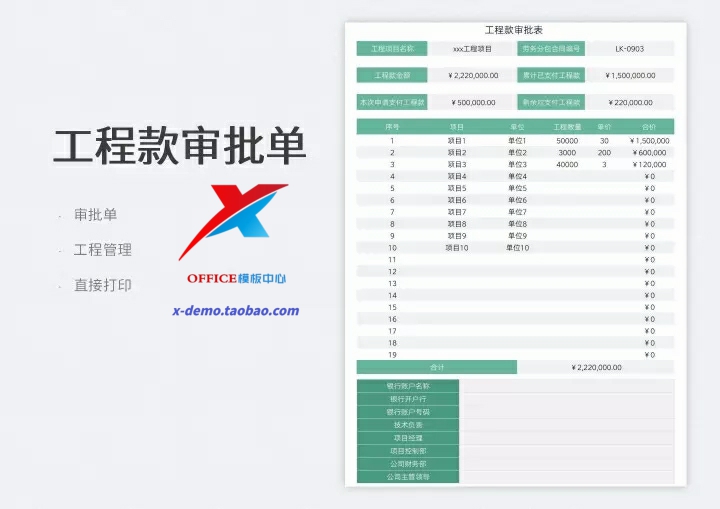 工程款审批单
· 审批单
· 工程管理
· 直接打印
OFFICE模板中心
x-demo.taobao.com
工程款审批表
工程项目名称 xxx工程项目 劳务分包合同编号 LK-0903
工程款总额 ¥2,220,000.00 累计已支付工程款 ¥1,500,000.00
本次申请支付工程款 ¥500,000.00 剩余应支付工程款 ¥220,000.00
序号 项目 单位 工程数量 单价 合价
1 项目1 单位1 50000 30 ¥1,500,000
2 项目2 单位2 3000 200 ¥600,000
3 项目3 单位3 40000 3 ¥120,000
4 项目4 单位4 ¥0
5 项目5 单位5 ¥0
6 项目6 单位6 ¥0
7 项目7 单位7 ¥0
8 项目8 单位8 ¥0
9 项目9 单位9 ¥0
10 项目10 单位10 ¥0
11 ¥0
12 ¥0
13 ¥0
14 ¥0
15 ¥0
16 ¥0
17 ¥0
18 ¥0
19 ¥0
合计 ¥2,220,000.00
银行账户名称
银行开户行
银行账户号码
技术负责
项目经理
项目控制部
公司财务部
公司主管领导